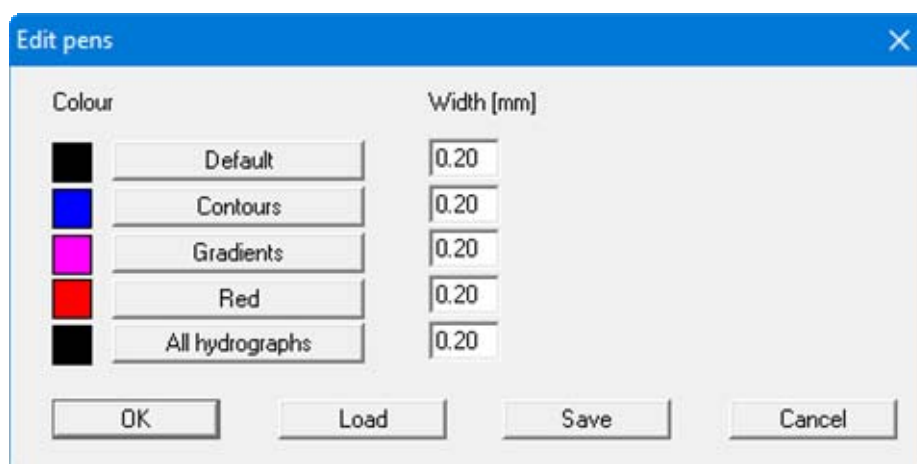 Edit pens
Colour Width [mm]
Default 0.20
Contours 0.20
Gradients 0.20
Red 0.20
All hydrographs 0.20
OK Load Save Cancel